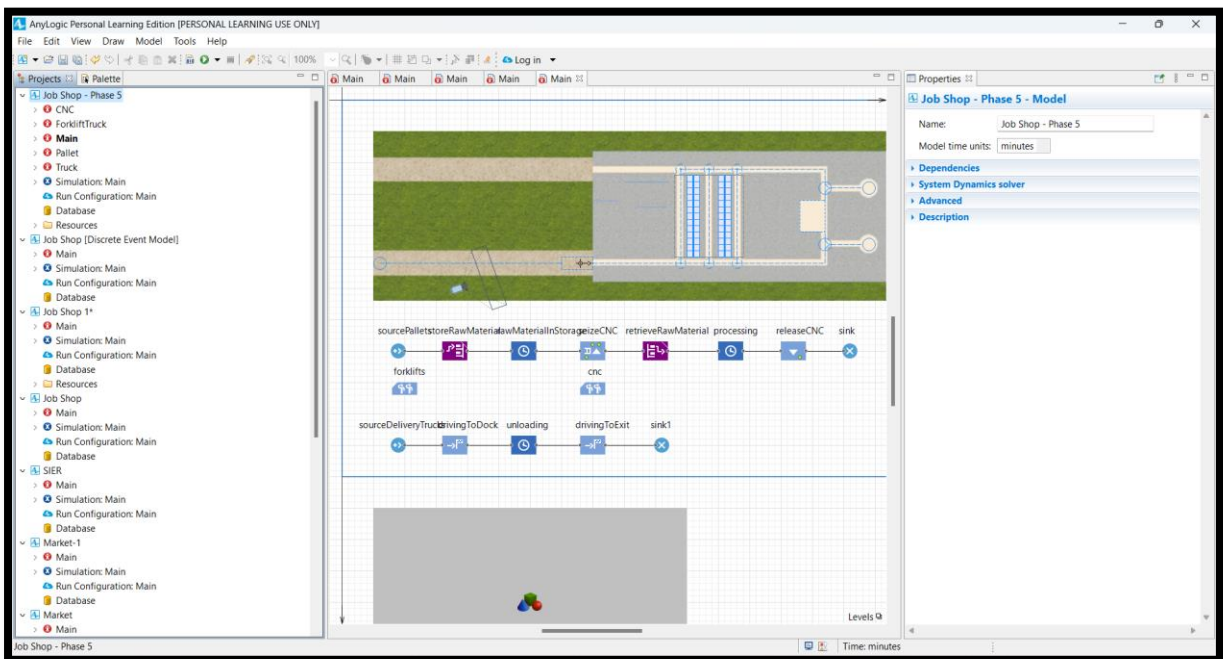 AnyLogic Personal Learning Edition [PERSONAL LEARNING USE ONLY]
File Edit View Draw Model Tools Help
100% Log in
Projects Palette
Main Main Main Main Main
Properties
Job Shop - Phase 5
CNC
ForkliftTruck
Main
Pallet
Truck
Simulation: Main
Run Configuration: Main
Database
Resources
Job Shop [Discrete Event Model]
Main
Simulation: Main
Run Configuration: Main
Database
Job Shop 1*
Main
Simulation: Main
Run Configuration: Main
Database
Resources
Job Shop
Main
Simulation: Main
Run Configuration: Main
Database
SIER
Main
Simulation: Main
Run Configuration: Main
Database
Market-1
Main
Simulation: Main
Run Configuration: Main
Database
Market
Main
sourcePallets storeRawMaterial rawMaterialInStorage seizeCNC retrieveRawMaterial processing releaseCNC sink
forklifts cnc
sourceDeliveryTrucks drivingToDock unloading drivingToExit sink1
Levels
Job Shop - Phase 5 - Model
Name: Job Shop - Phase 5
Model time units: minutes
Dependencies
System Dynamics solver
Advanced
Description
Job Shop - Phase 5
Time: minutes